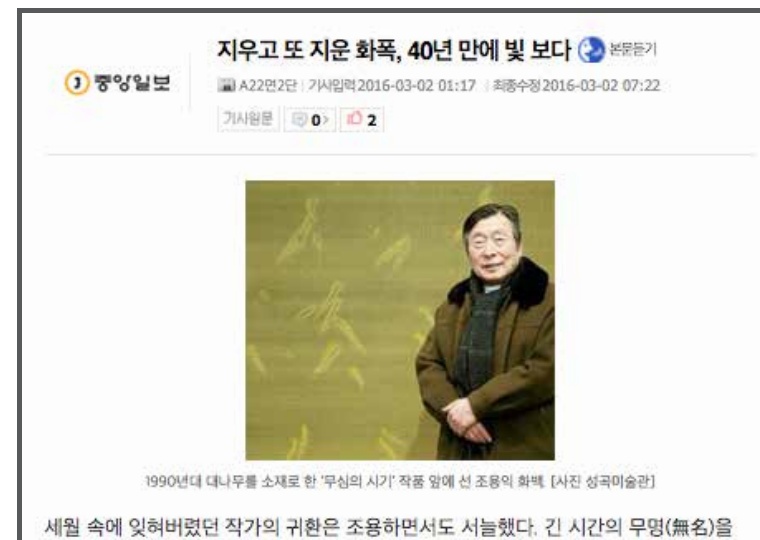 지우고 또 지운 화폭, 40년 만에 빛 보다 본문듣기
중앙일보
A22면2단 기사입력 2016-03-02 01:17 최종수정 2016-03-02 07:22
기사원문 0 2
1990년대 대나무를 소재로 한 '무심의 시기' 작품 앞에 선 조용익 화백. [사진 성곡미술관]
세월 속에 잊혀버렸던 작가의 귀환은 조용하면서도 서늘했다. 긴 시간의 무명(無名)을